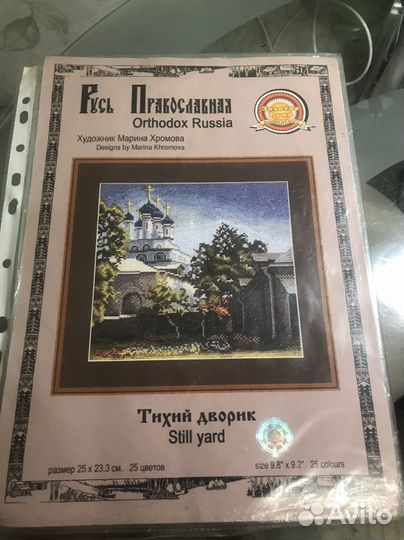 Русь Православная
Orthodox Russia
Художник Марина Хромова
Designs by Marina Khromova
Тихий дворик
Still yard
размер 25 x 23.3 см. 25 цветов
size 9.8" x 9.2" 25 colours
Avito